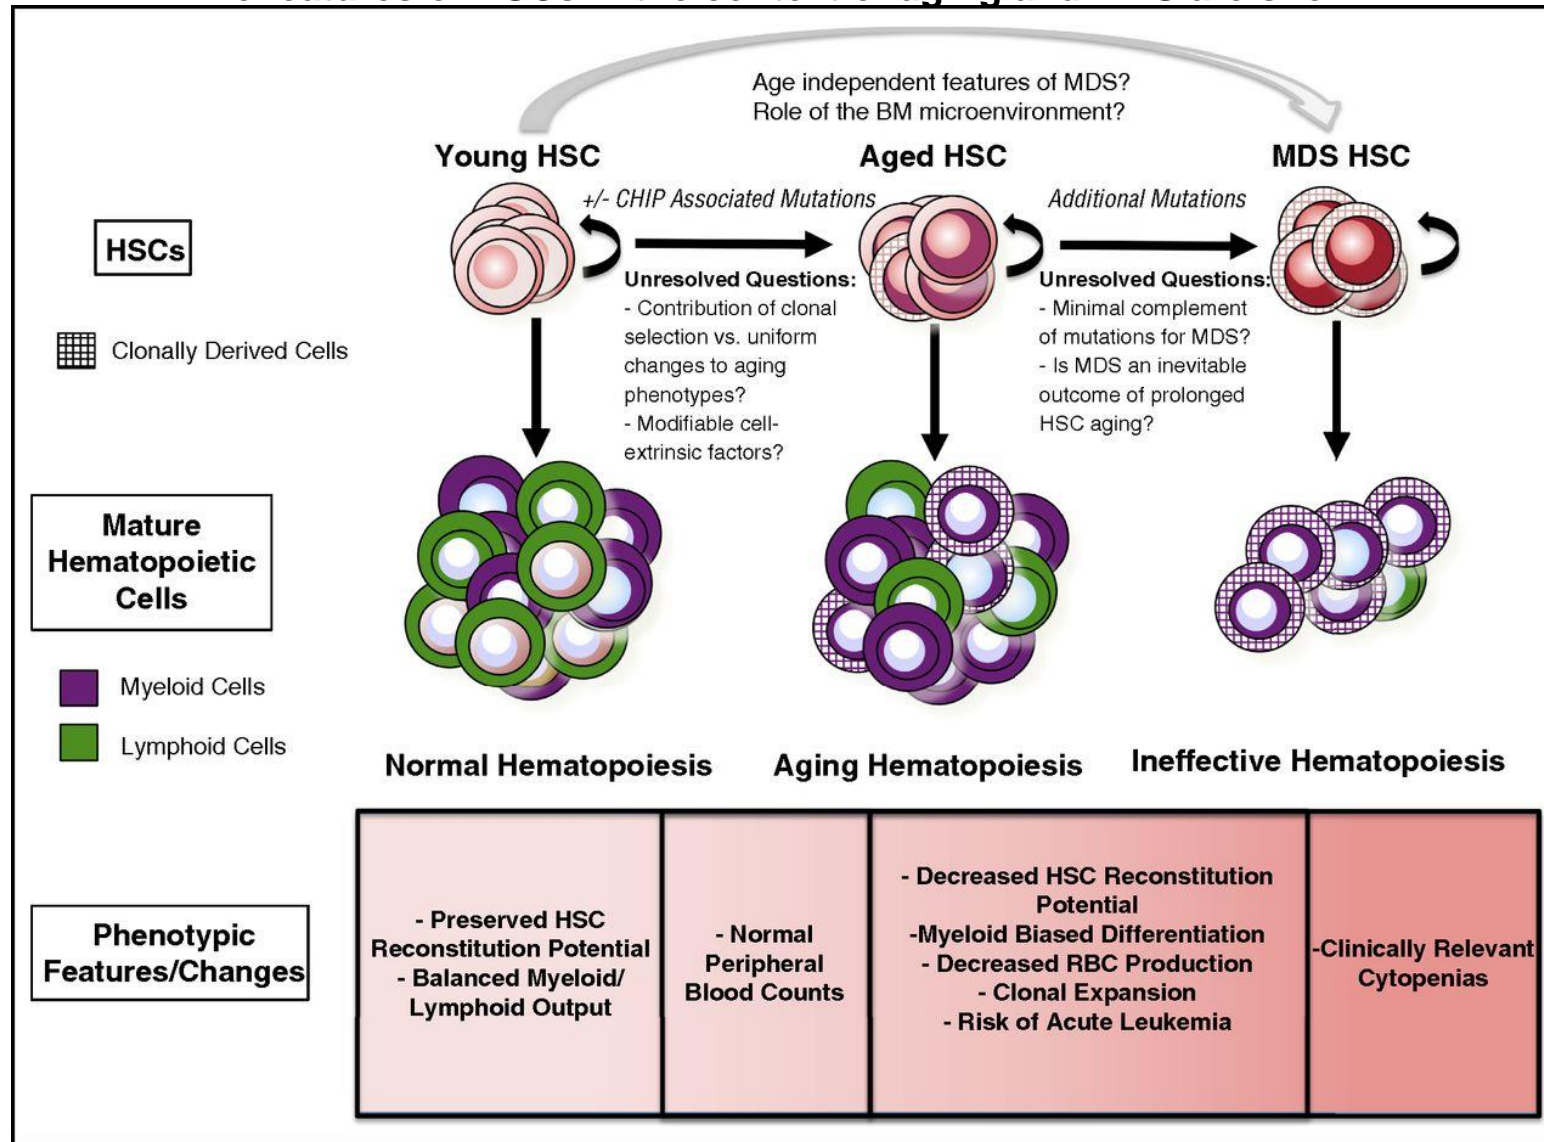 Age independent features of MDS?
Role of the BM microenvironment?
Young HSC
Aged HSC
MDS HSC
+/- CHIP Associated Mutations
Additional Mutations
HSCs
Clonally Derived Cells
Unresolved Questions:
- Contribution of clonal
selection vs. uniform
changes to aging
phenotypes?
- Modifiable cell-
extrinsic factors?
Unresolved Questions:
- Minimal complement
of mutations for MDS?
- Is MDS an inevitable
outcome of prolonged
HSC aging?
Mature
Hematopoietic
Cells
Myeloid Cells
Lymphoid Cells
Normal Hematopoiesis
Aging Hematopoiesis
Ineffective Hematopoiesis
Phenotypic
Features/Changes
- Preserved HSC
Reconstitution Potential
- Balanced Myeloid/
Lymphoid Output
- Normal
Peripheral
Blood Counts
- Decreased HSC Reconstitution
Potential
-Myeloid Biased Differentiation
- Decreased RBC Production
- Clonal Expansion
- Risk of Acute Leukemia
-Clinically Relevant
Cytopenias